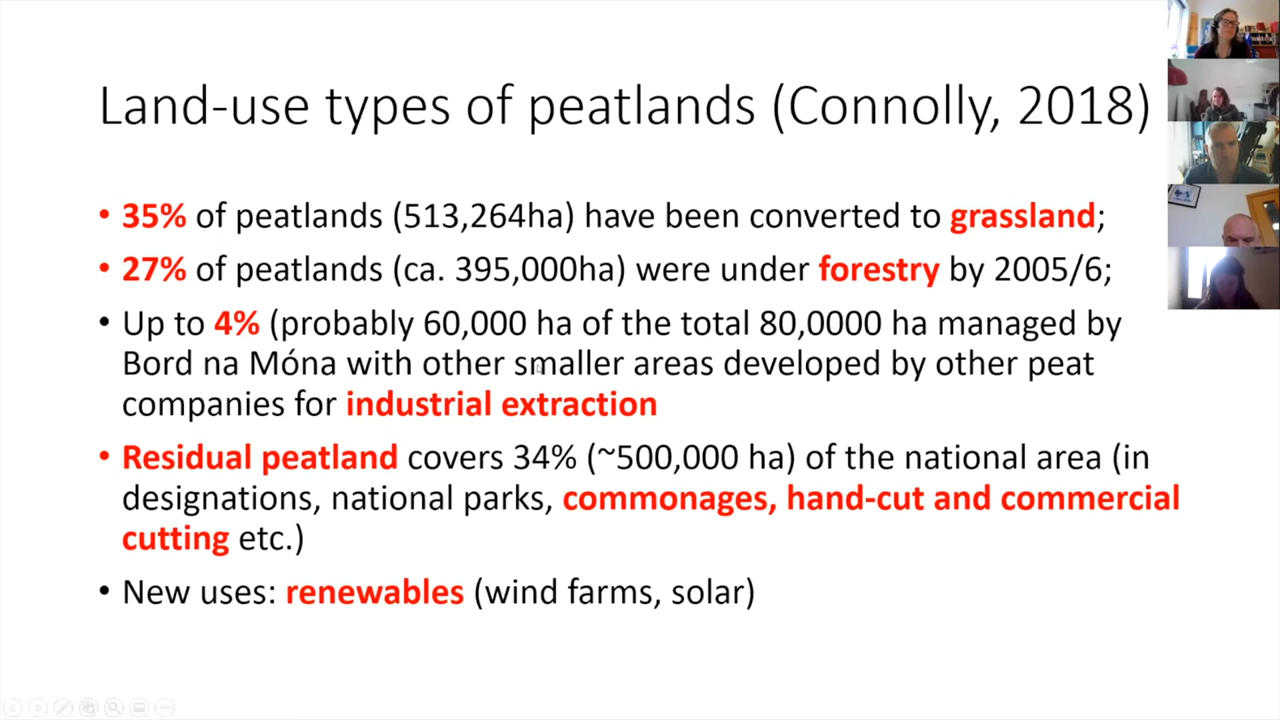 Land-use types of peatlands (Connolly, 2018)
• 35% of peatlands (513,264ha) have been converted to grassland;
• 27% of peatlands (ca. 395,000ha) were under forestry by 2005/6;
• Up to 4% (probably 60,000 ha of the total 80,0000 ha managed by
Bord na Móna with other smaller areas developed by other peat
companies for industrial extraction
• Residual peatland covers 34% (~500,000 ha) of the national area (in
designations, national parks, commonages, hand-cut and commercial
cutting etc.)
• New uses: renewables (wind farms, solar)